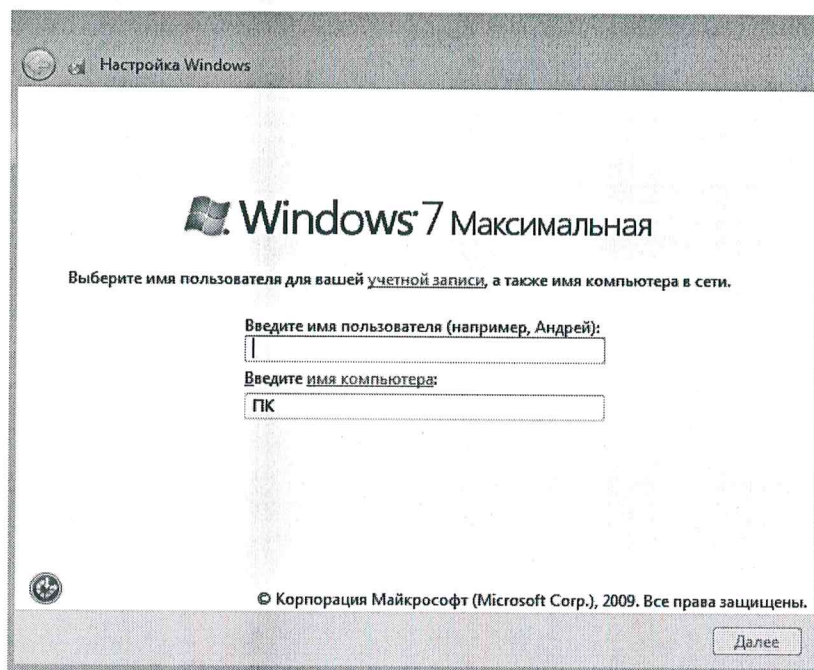 Настройка Windows
Windows 7 Максимальная
Выберите имя пользователя для вашей учетной записи, а также имя компьютера в сети.
Введите имя пользователя (например, Андрей):
Введите имя компьютера:
ПК
© Корпорация Майкрософт (Microsoft Corp.), 2009. Все права защищены.
Далее